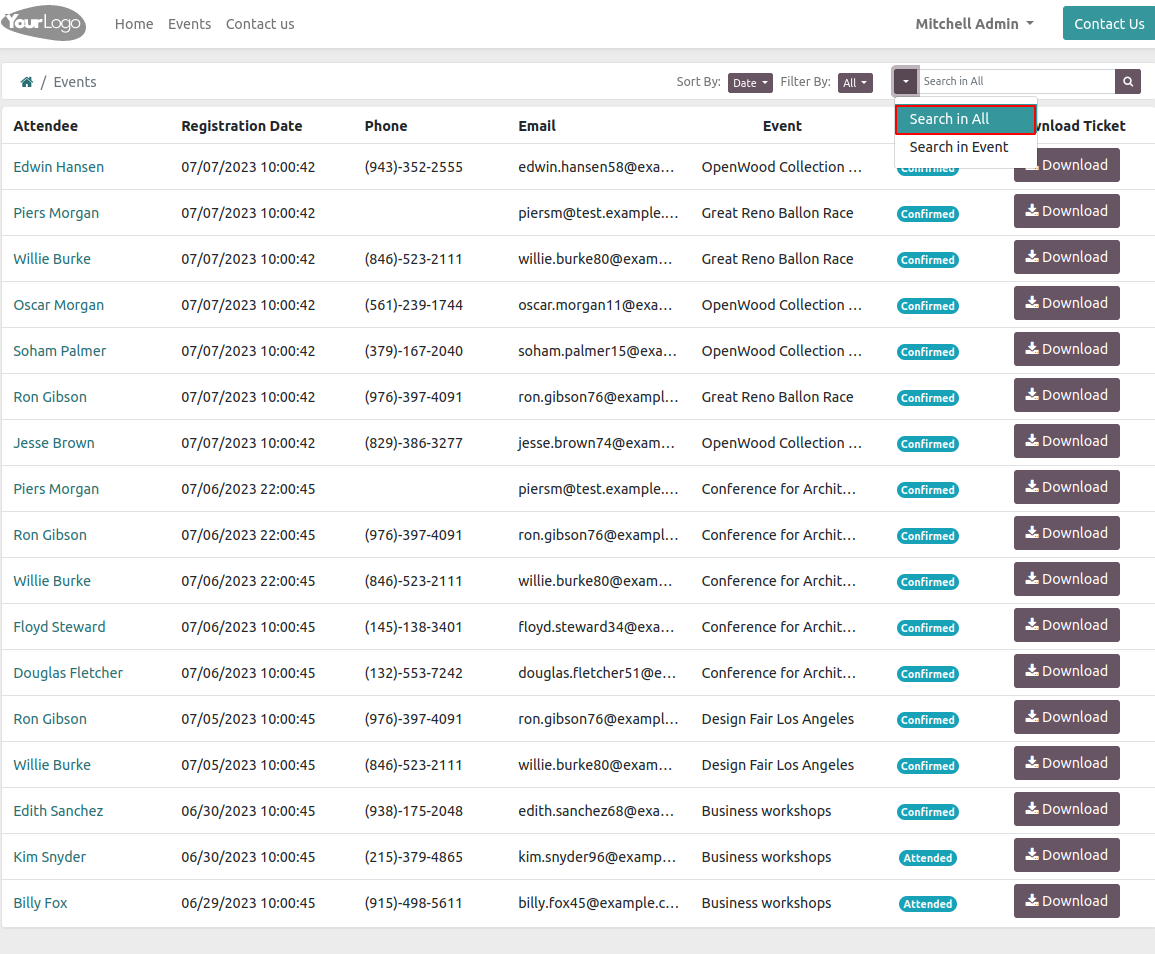 YourLogo Home Events Contact us Mitchell Admin Contact Us
/ Events Sort By: Date Filter By: All Search in All
Search in All
Search in Event
Attendee Registration Date Phone Email Event Ticket
Edwin Hansen 07/07/2023 10:00:42 (943)-352-2555 edwin.hansen58@exa... OpenWood Collection ... Confirmed Download
Piers Morgan 07/07/2023 10:00:42 piersm@test.example.... Great Reno Ballon Race Confirmed Download
Willie Burke 07/07/2023 10:00:42 (846)-523-2111 willie.burke80@exam... Great Reno Ballon Race Confirmed Download
Oscar Morgan 07/07/2023 10:00:42 (561)-239-1744 oscar.morgan11@exa... OpenWood Collection ... Confirmed Download
Soham Palmer 07/07/2023 10:00:42 (379)-167-2040 soham.palmer15@exa... OpenWood Collection ... Confirmed Download
Ron Gibson 07/07/2023 10:00:42 (976)-397-4091 ron.gibson76@exampl... Great Reno Ballon Race Confirmed Download
Jesse Brown 07/07/2023 10:00:42 (829)-386-3277 jesse.brown74@exam... OpenWood Collection ... Confirmed Download
Piers Morgan 07/06/2023 22:00:45 piersm@test.example.... Conference for Archit... Confirmed Download
Ron Gibson 07/06/2023 22:00:45 (976)-397-4091 ron.gibson76@exampl... Conference for Archit... Confirmed Download
Willie Burke 07/06/2023 22:00:45 (846)-523-2111 willie.burke80@exam... Conference for Archit... Confirmed Download
Floyd Steward 07/06/2023 10:00:45 (145)-138-3401 floyd.steward34@exa... Conference for Archit... Confirmed Download
Douglas Fletcher 07/06/2023 10:00:45 (132)-553-7242 douglas.fletcher51@e... Conference for Archit... Confirmed Download
Ron Gibson 07/05/2023 10:00:45 (976)-397-4091 ron.gibson76@exampl... Design Fair Los Angeles Confirmed Download
Willie Burke 07/05/2023 10:00:45 (846)-523-2111 willie.burke80@exam... Design Fair Los Angeles Confirmed Download
Edith Sanchez 06/30/2023 10:00:45 (938)-175-2048 edith.sanchez68@exa... Business workshops Confirmed Download
Kim Snyder 06/30/2023 10:00:45 (215)-379-4865 kim.snyder96@examp... Business workshops Attended Download
Billy Fox 06/29/2023 10:00:45 (915)-498-5611 billy.fox45@example.c... Business workshops Attended Download